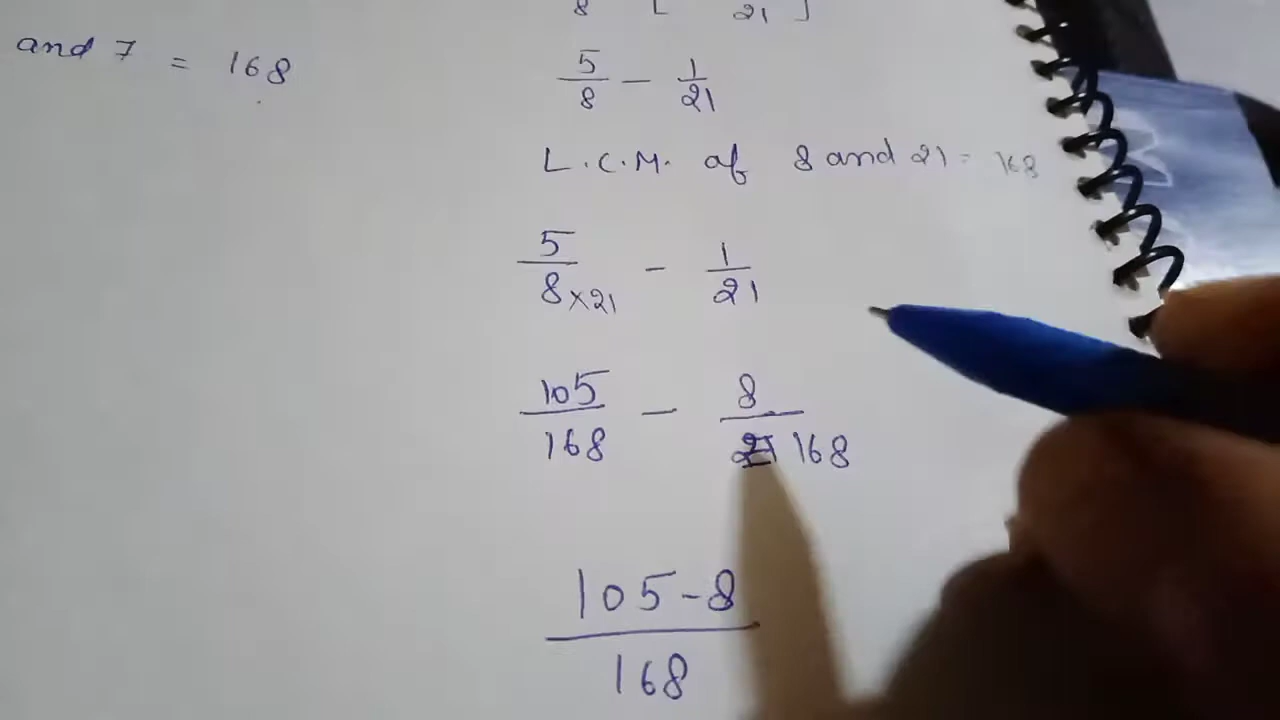 8 [ 21 ]
and 7 = 168
5/8 - 1/21
L.C.M. of 8 and 21 = 168
5/8×21 - 1/21
105/168 - 8/168
105-8/168